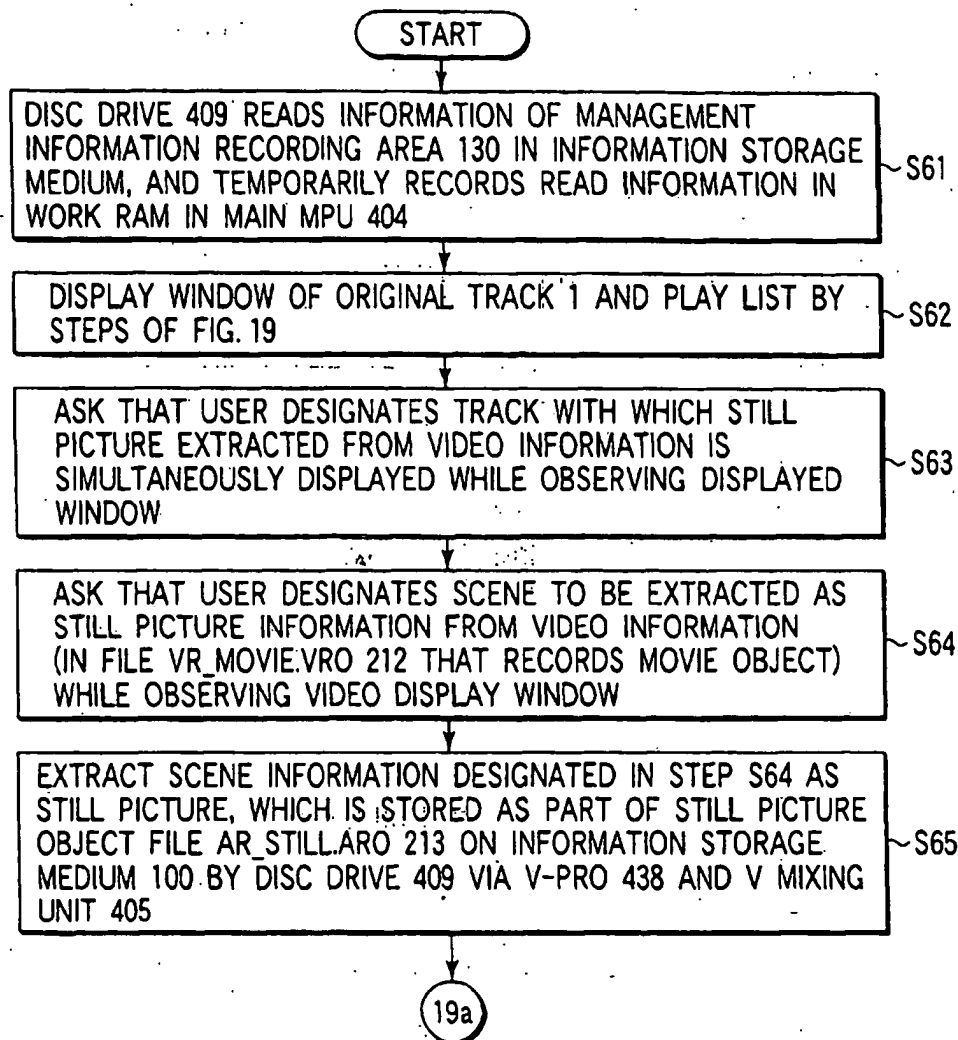 START
DISC DRIVE 409 READS INFORMATION OF MANAGEMENT
INFORMATION RECORDING AREA 130 IN INFORMATION STORAGE
MEDIUM, AND TEMPORARILY RECORDS READ INFORMATION IN
WORK RAM IN MAIN MPU 404
S61
DISPLAY WINDOW OF ORIGINAL TRACK 1 AND PLAY LIST BY
STEPS OF FIG. 19
S62
ASK THAT USER DESIGNATES TRACK WITH WHICH STILL
PICTURE EXTRACTED FROM VIDEO INFORMATION IS
SIMULTANEOUSLY DISPLAYED WHILE OBSERVING DISPLAYED
WINDOW
S63
ASK THAT USER DESIGNATES SCENE TO BE EXTRACTED AS
STILL PICTURE INFORMATION FROM VIDEO INFORMATION
(IN FILE VR_MOVIE.VRO 212 THAT RECORDS MOVIE OBJECT)
WHILE OBSERVING VIDEO DISPLAY WINDOW
S64
EXTRACT SCENE INFORMATION DESIGNATED IN STEP S64 AS
STILL PICTURE, WHICH IS STORED AS PART OF STILL PICTURE
OBJECT FILE AR_STILL.ARO 213 ON INFORMATION STORAGE
MEDIUM 100 BY DISC DRIVE 409 VIA V-PRO 438 AND V MIXING
UNIT 405
S65
19a